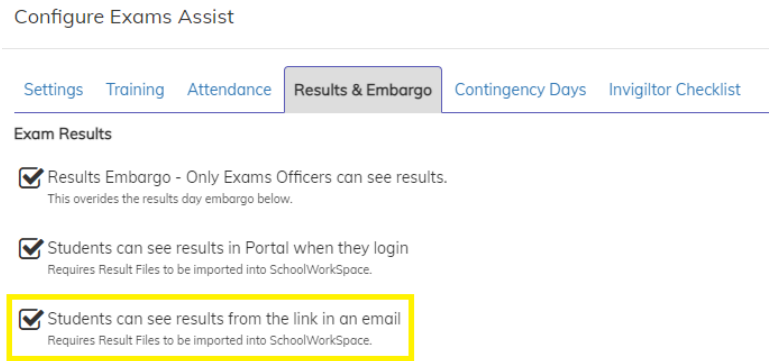 Configure Exams Assist
Settings Training Attendance Results & Embargo Contingency Days Invigiltor Checklist
Exam Results
Results Embargo - Only Exams Officers can see results.
This overides the results day embargo below.
Students can see results in Portal when they login
Requires Result Files to be imported into SchoolWorkSpace.
Students can see results from the link in an email
Requires Result Files to be imported into SchoolWorkSpace.